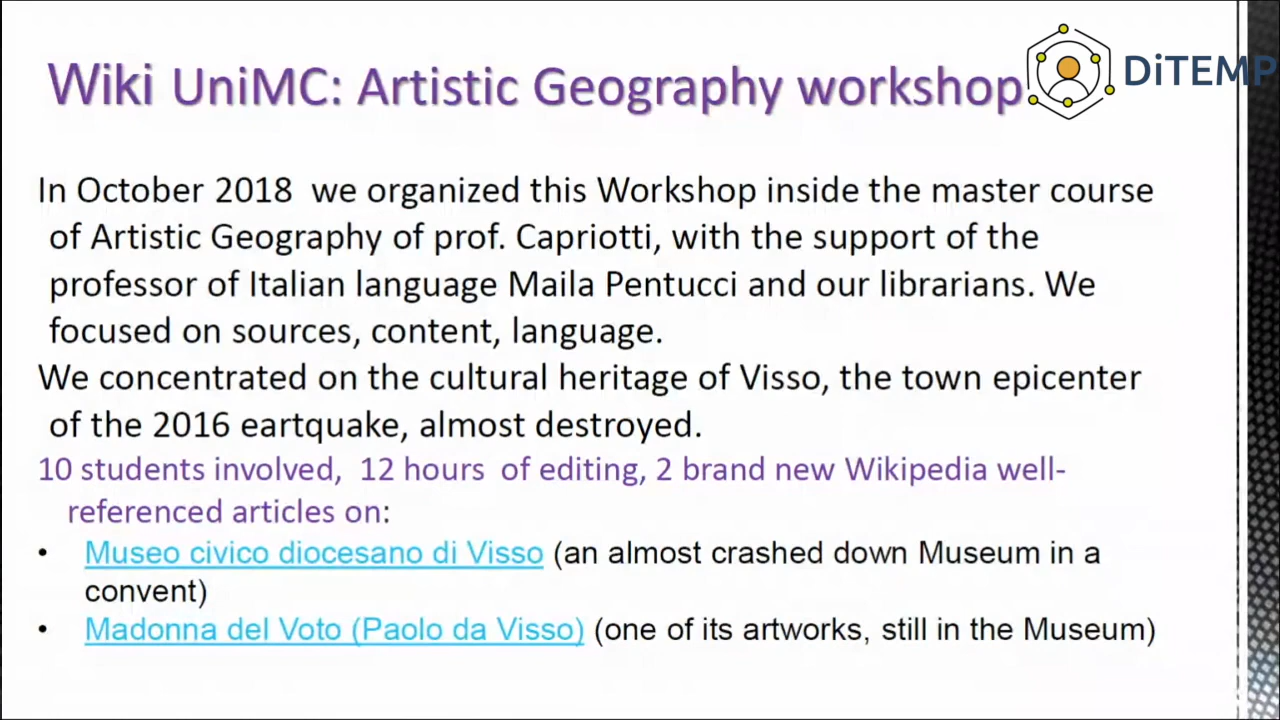 Wiki UniMC: Artistic Geography workshop
DiTEMP
In October 2018 we organized this Workshop inside the master course
of Artistic Geography of prof. Capriotti, with the support of the
professor of Italian language Maila Pentucci and our librarians. We
focused on sources, content, language.
We concentrated on the cultural heritage of Visso, the town epicenter
of the 2016 eartquake, almost destroyed.
10 students involved, 12 hours of editing, 2 brand new Wikipedia well-
referenced articles on:
• Museo civico diocesano di Visso (an almost crashed down Museum in a
convent)
• Madonna del Voto (Paolo da Visso) (one of its artworks, still in the Museum)